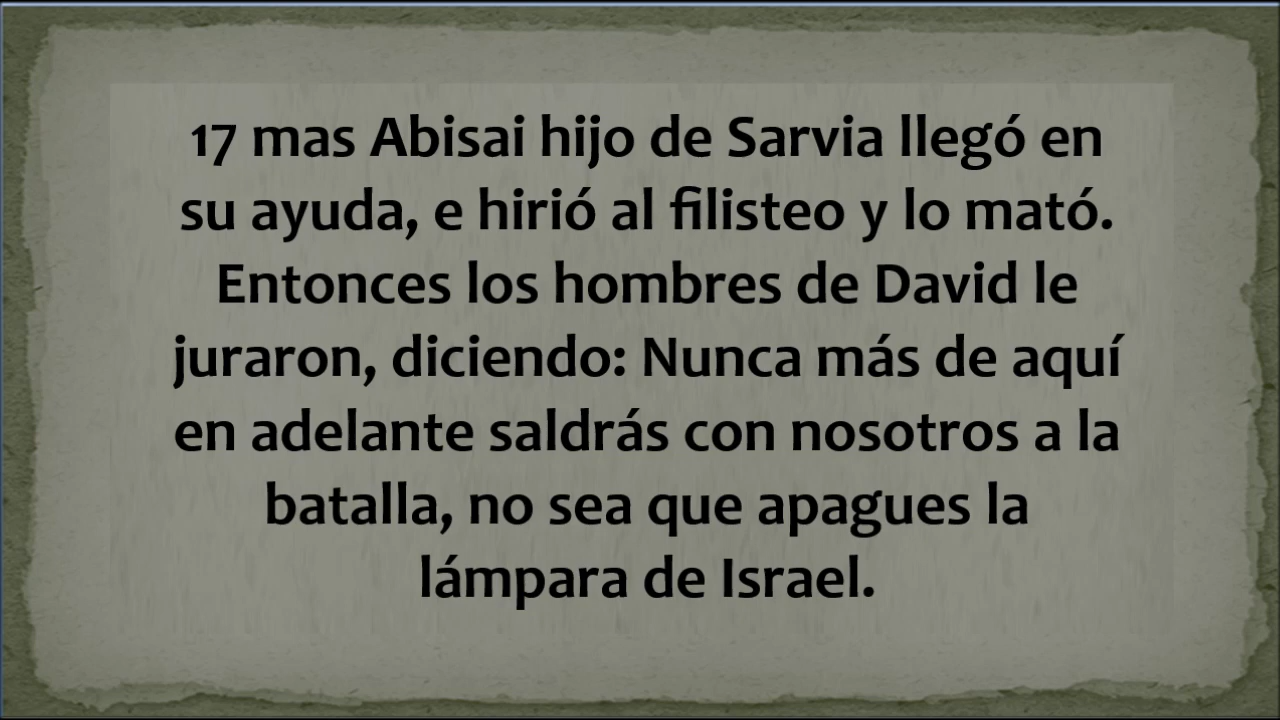 17 mas Abisai hijo de Sarvia llegó en
su ayuda, e hirió al filisteo y lo mató.
Entonces los hombres de David le
juraron, diciendo: Nunca más de aquí
en adelante saldrás con nosotros a la
batalla, no sea que apagues la
lámpara de Israel.